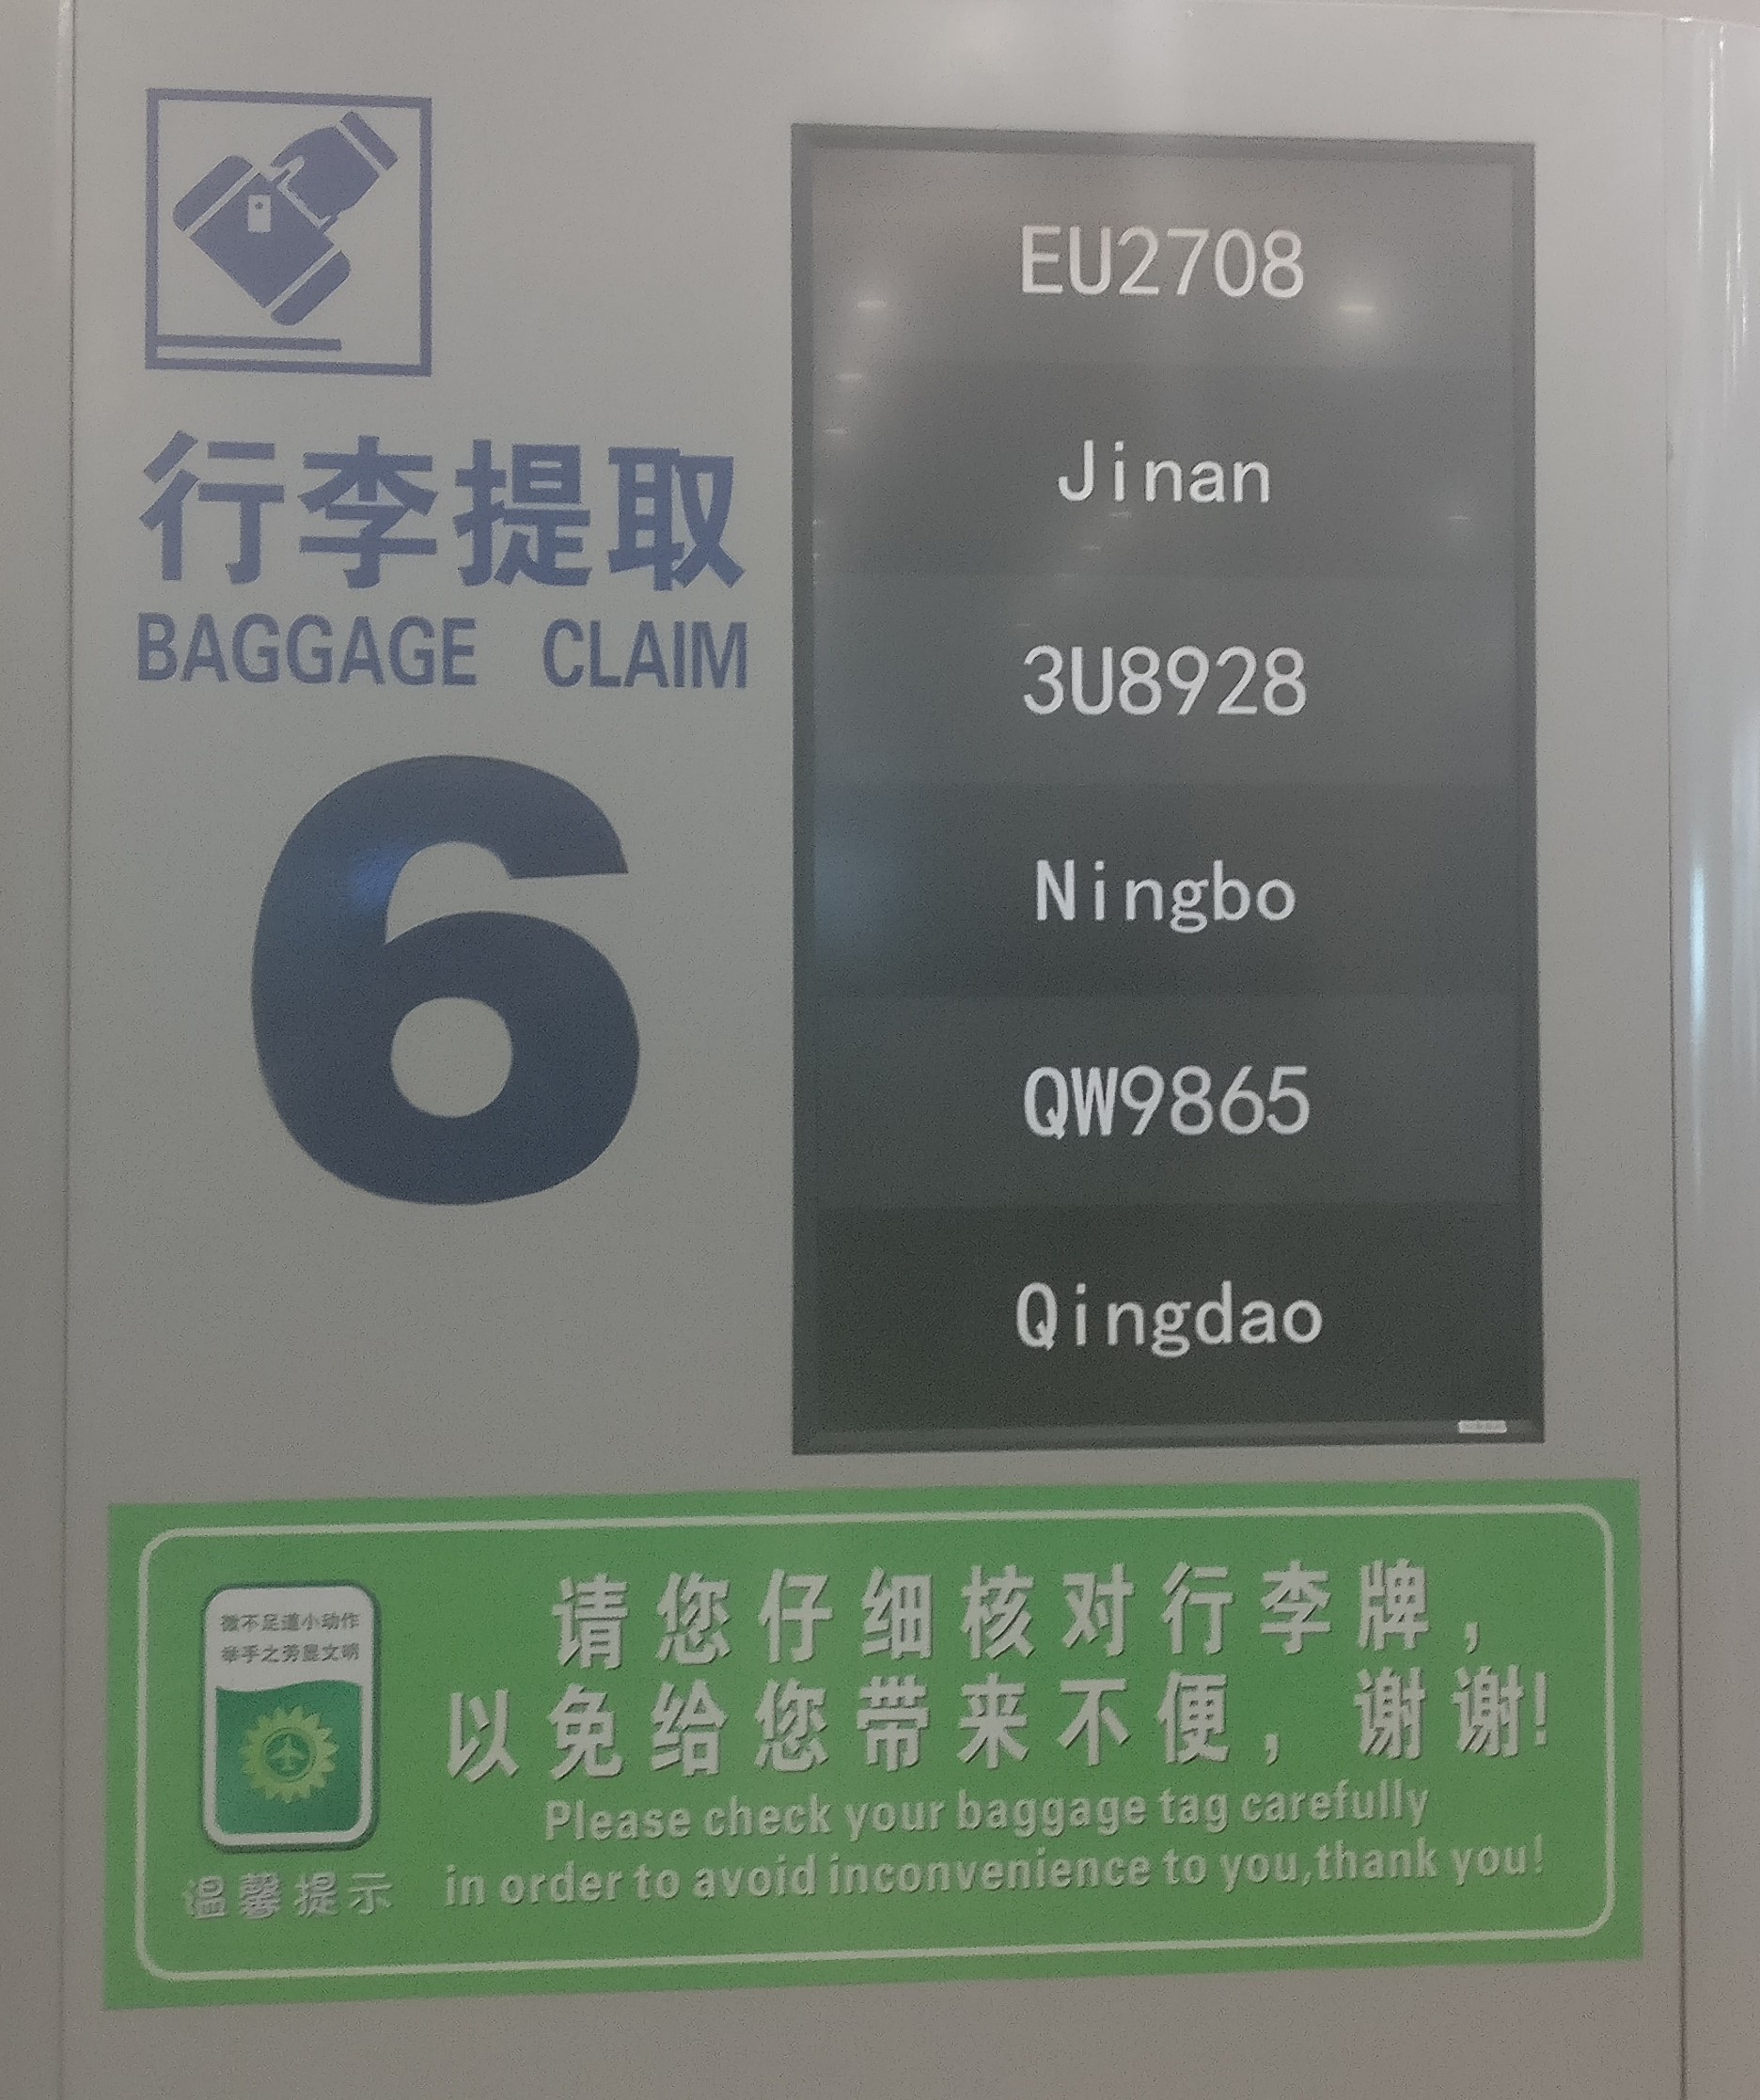 行李提取
BAGGAGE CLAIM
6
EU2708
Jinan
3U8928
Ningbo
QW9865
Qingdao
微不足道小动作
举手之劳显文明
温馨提示
请您仔细核对行李牌，
以免给您带来不便，谢谢!
Please check your baggage tag carefully
in order to avoid inconvenience to you,thank you!